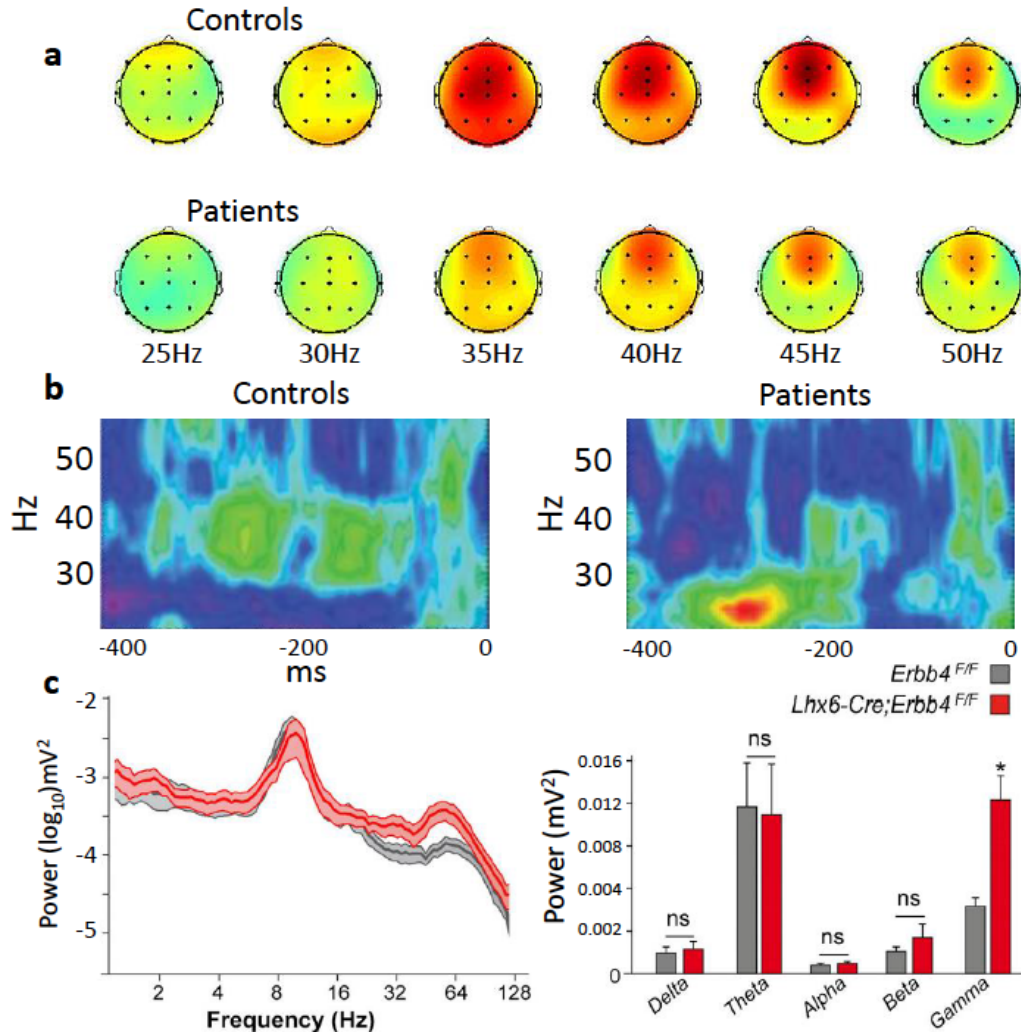 Controls
a
Patients
25Hz 30Hz 35Hz 40Hz 45Hz 50Hz
b Controls Patients
Hz 50 40 30
-400 -200 0
ms
Hz 50 40 30
-400 -200 0
Erbb4 F/F
Lhx6-Cre;Erbb4 F/F
c
Power (log10)mV2
-2
-3
-4
-5
2 4 8 16 32 64 128
Frequency (Hz)
Power (mV2)
0.016
0.012
0.008
0.004
0.002
0
ns ns ns ns *
Delta Theta Alpha Beta Gamma